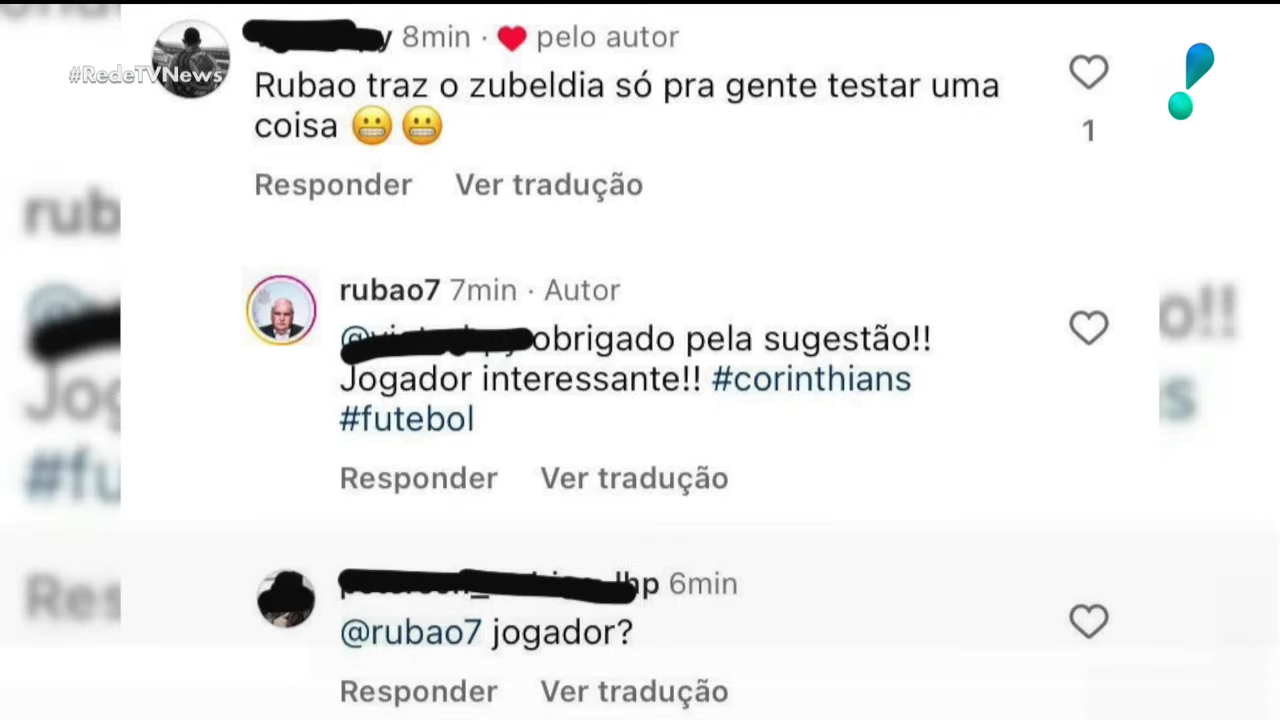 #RedeTVNews
8min · pelo autor
Rubao traz o zubeldia só pra gente testar uma
coisa 😬 😬
1
Responder Ver tradução
rubao7 7min · Autor
obrigado pela sugestão!!
Jogador interessante!! #corinthians
#futebol
Responder Ver tradução
6min
@rubao7 jogador?
Responder Ver tradução